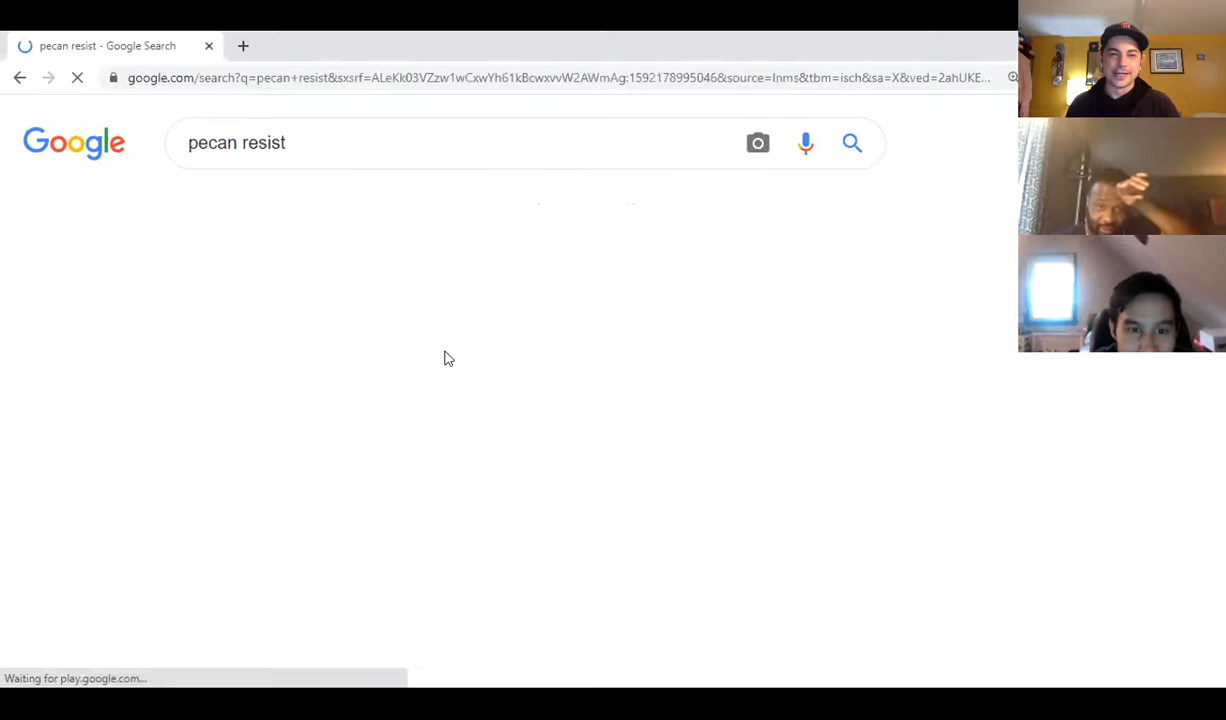 pecan resist - Google Search
google.com/search?q=pecan+resist&sxsrf=ALeKk03VZzw1wCxwYh61kBcwxvvW2AWmAg:1592178995046&source=lnms&tbm=isch&sa=X&ved=2ahUKE...
Google
pecan resist
Waiting for play.google.com...